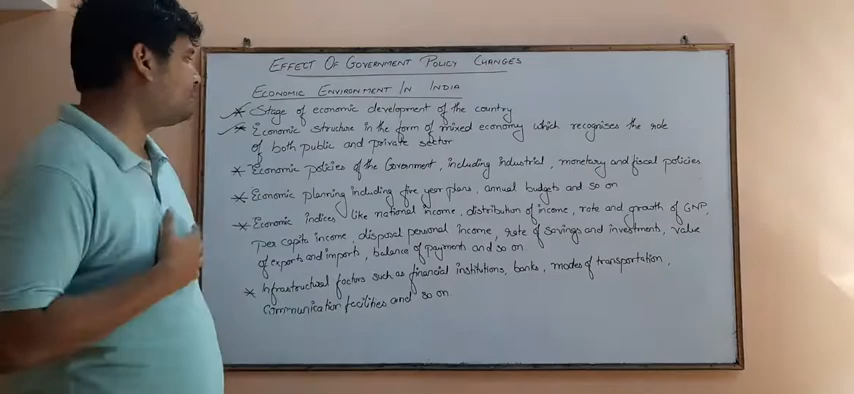 EFFECT OF GOVERNMENT POLICY CHANGES
ECONOMIC ENVIRONMENT IN INDIA
* Stage of economic development of the country
* Economic structure in the form of mixed economy which recognises the role
of both public and private sector
* Economic policies of the Government, including industrial, monetary and fiscal policies
* Economic planning including five year plans, annual budgets and so on
* Economic indices like national income, distribution of income, rate and growth of GNP,
per capita income, disposal personal income, rate of savings and investments, value
of exports and imports, balance of payments and so on
* Infrastructural factors such as financial institutions, banks, modes of transportation,
Communication facilities and so on